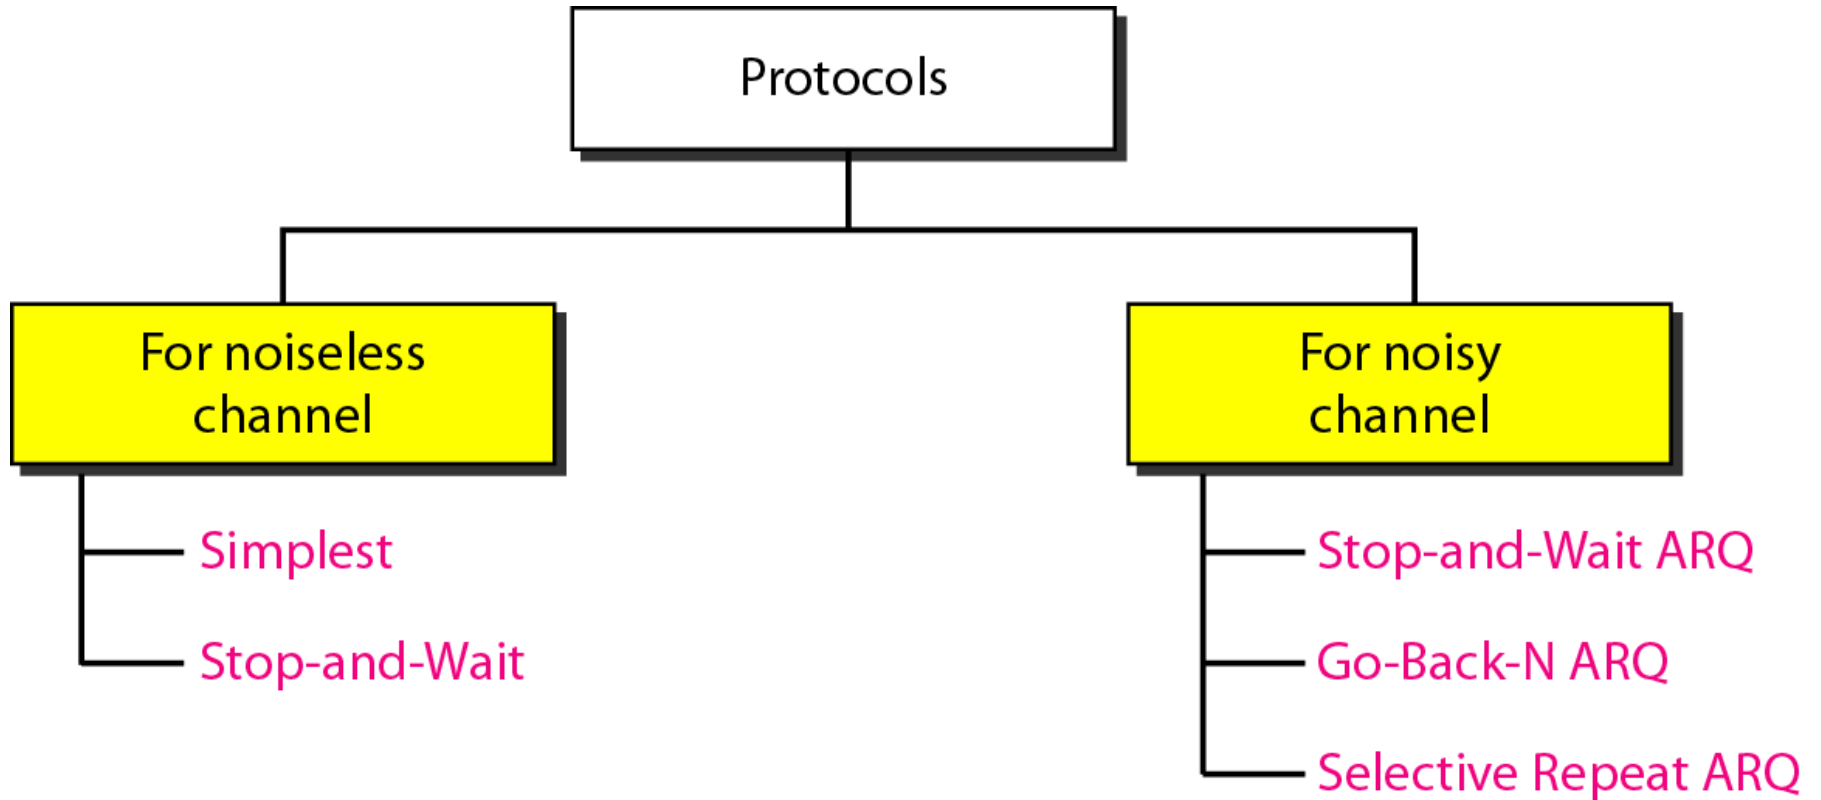 Protocols
For noiseless
channel
Simplest
Stop-and-Wait
For noisy
channel
Stop-and-Wait ARQ
Go-Back-N ARQ
Selective Repeat ARQ